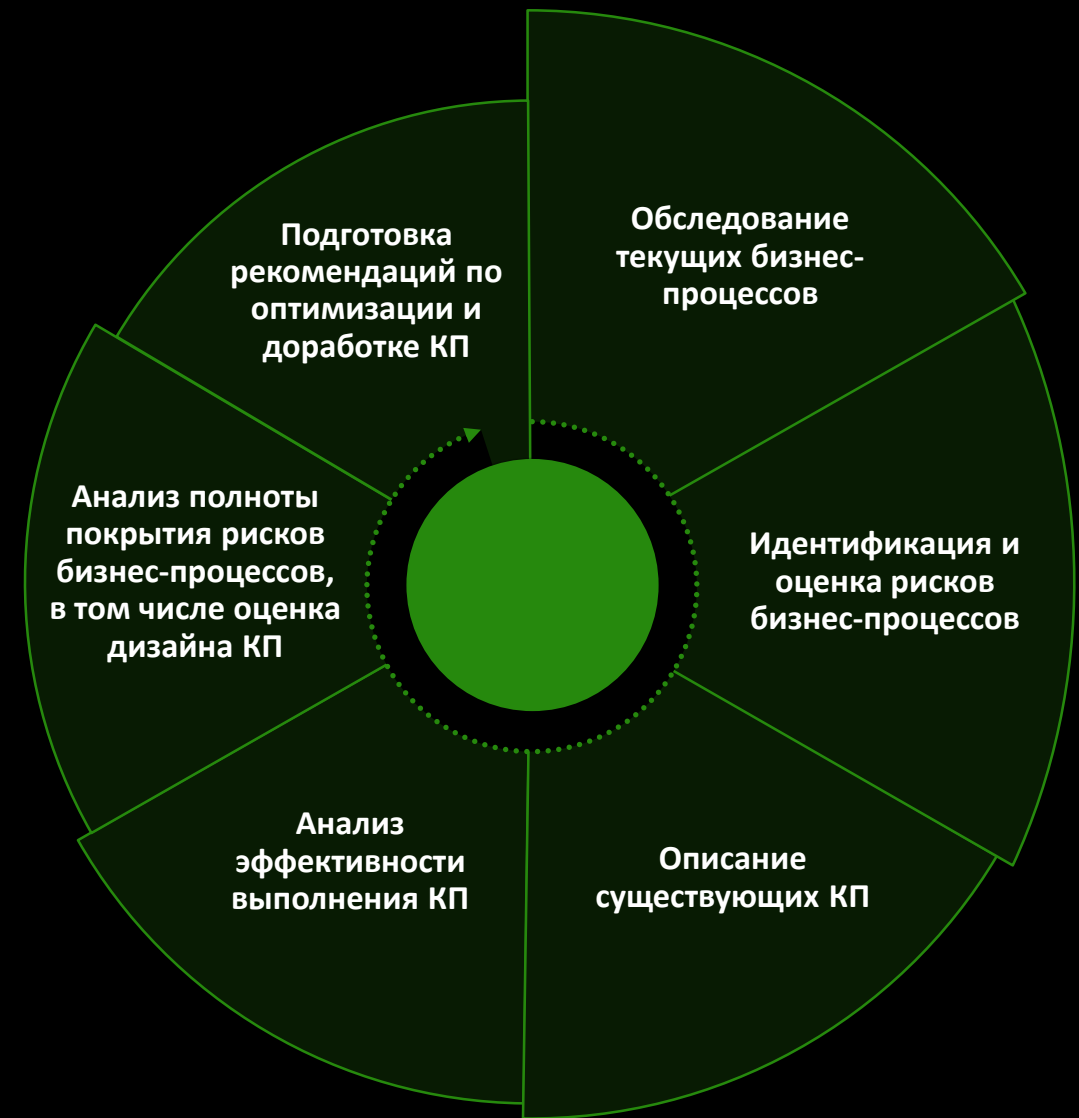 Обследование
текущих бизнес-
процессов
Идентификация и
оценка рисков
бизнес-процессов
Описание
существующих КП
Анализ
эффективности
выполнения КП
Анализ полноты
покрытия рисков
бизнес-процессов,
в том числе оценка
дизайна КП
Подготовка
рекомендаций по
оптимизации и
доработке КП